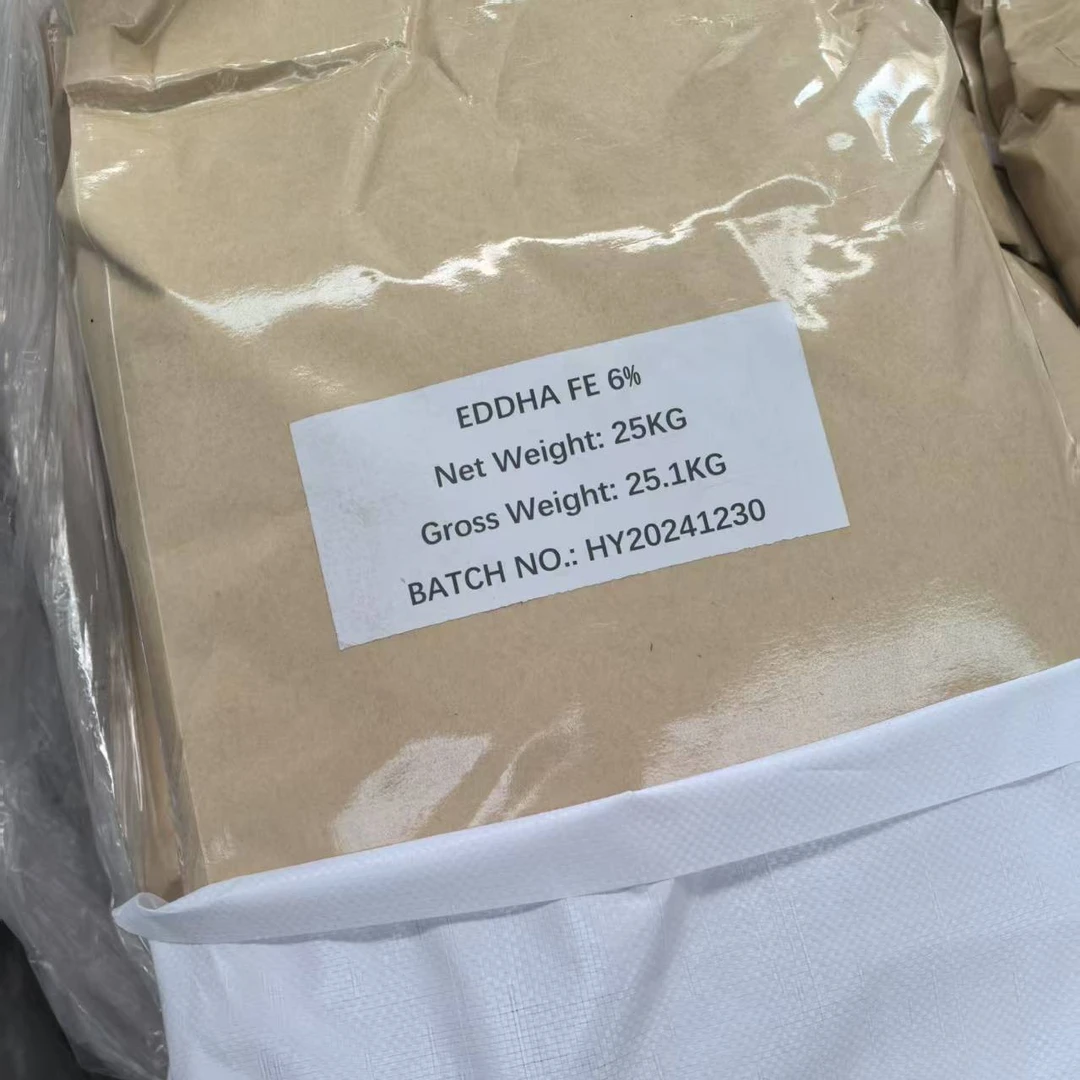 EDDHA FE 6%
Net Weight: 25KG
Gross Weight: 25.1KG
BATCH NO.: HY20241230